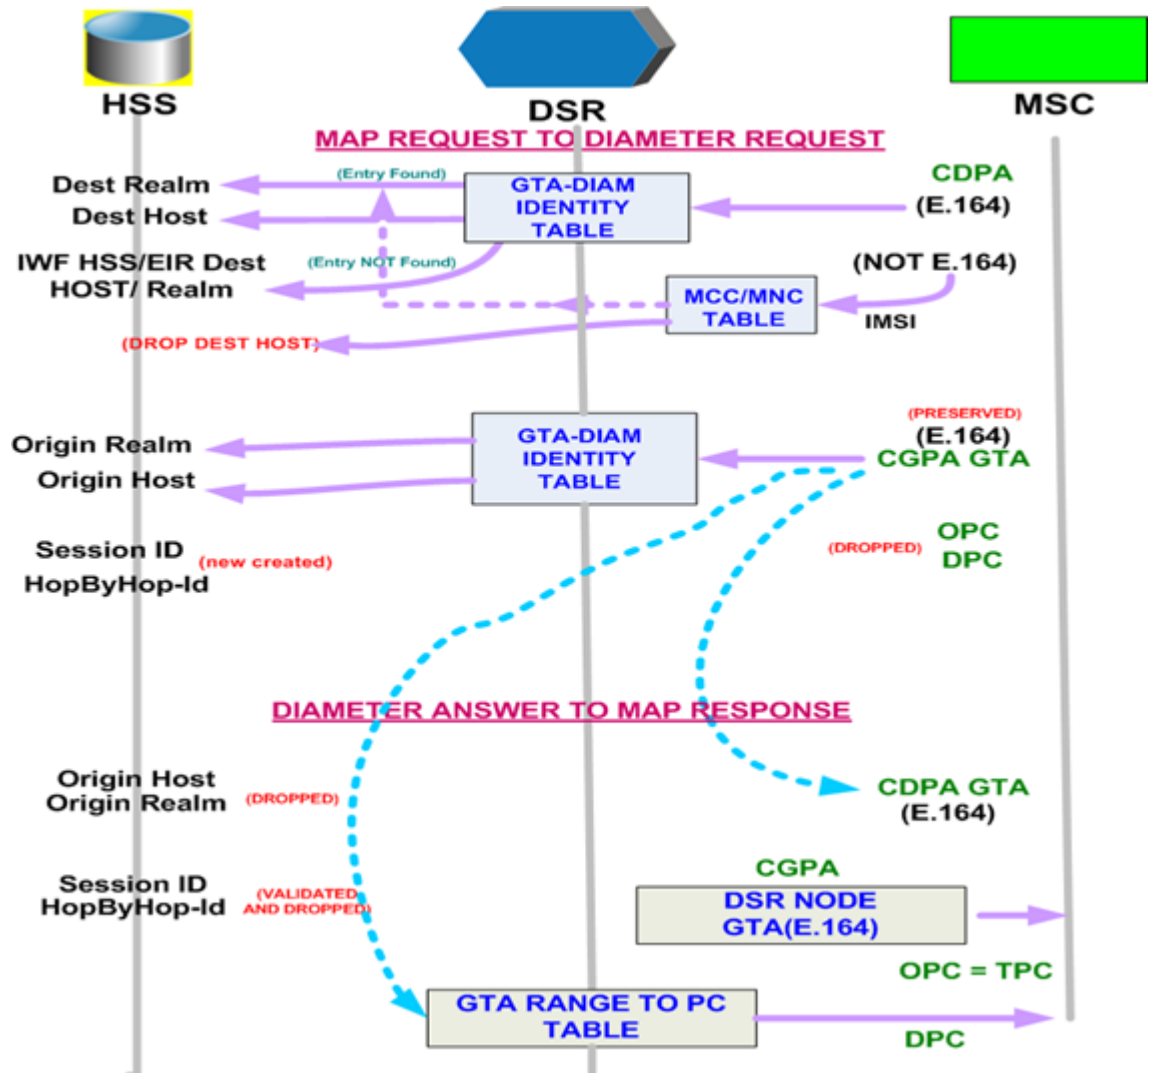 HSS
DSR
MSC
MAP REQUEST TO DIAMETER REQUEST
Dest Realm
(Entry Found)
GTA-DIAM
IDENTITY
TABLE
CDPA
(E.164)
Dest Host
IWF HSS/EIR Dest
HOST/ Realm
(Entry NOT Found)
(NOT E.164)
MCC/MNC
TABLE
IMSI
(DROP DEST HOST)
(PRESERVED)
(E.164)
CGPA GTA
GTA-DIAM
IDENTITY
TABLE
Origin Realm
Origin Host
OPC
DPC
(DROPPED)
Session ID
HopByHop-Id
(new created)
DIAMETER ANSWER TO MAP RESPONSE
Origin Host
Origin Realm
(DROPPED)
CDPA GTA
(E.164)
Session ID
HopByHop-Id
(VALIDATED
AND DROPPED)
CGPA
DSR NODE
GTA(E.164)
OPC = TPC
GTA RANGE TO PC
TABLE
DPC